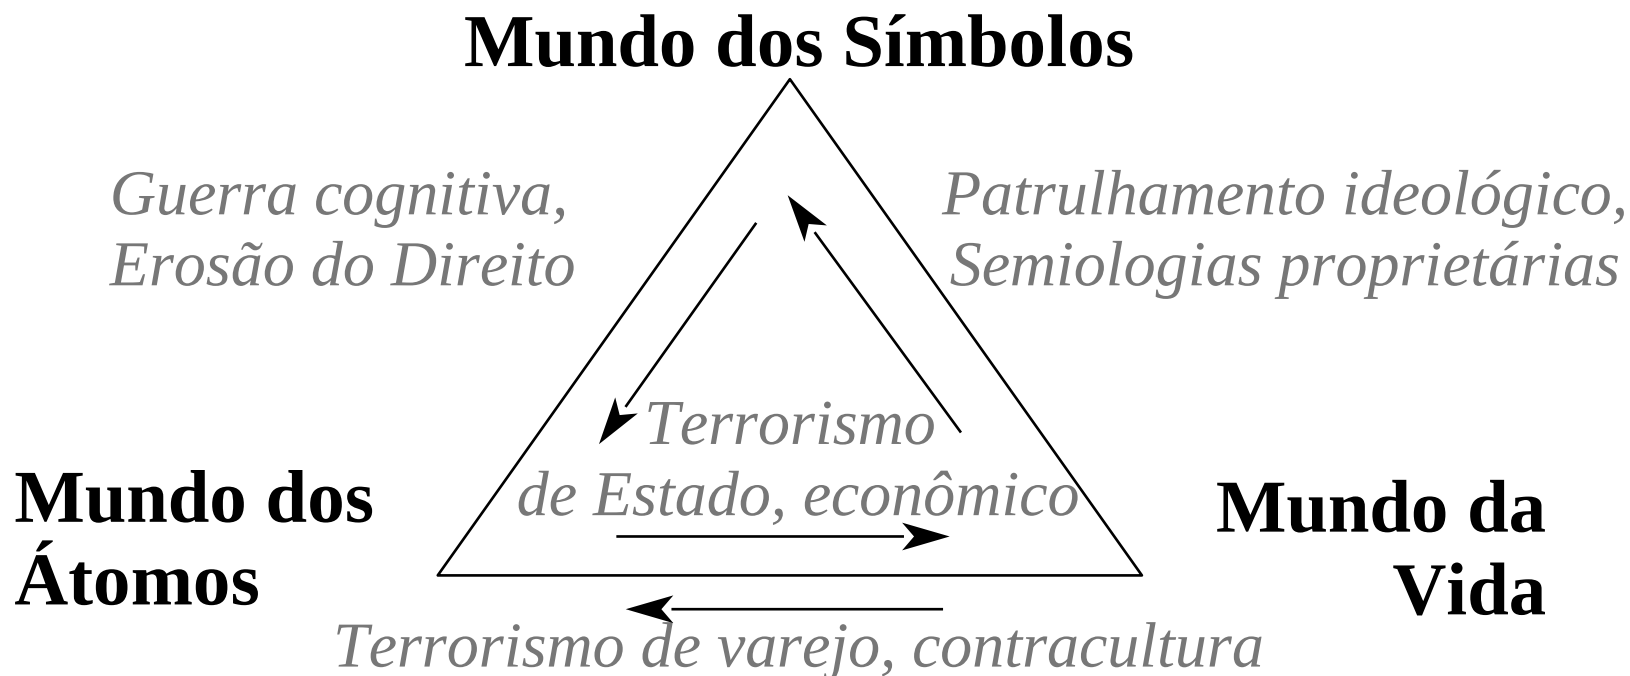 Mundo dos Símbolos
Guerra cognitiva,
Erosão do Direito
Patrulhamento ideológico,
Semiologias proprietárias
Terrorismo
de Estado, econômico
Mundo dos
Átomos
Mundo da
Vida
Terrorismo de varejo, contracultura